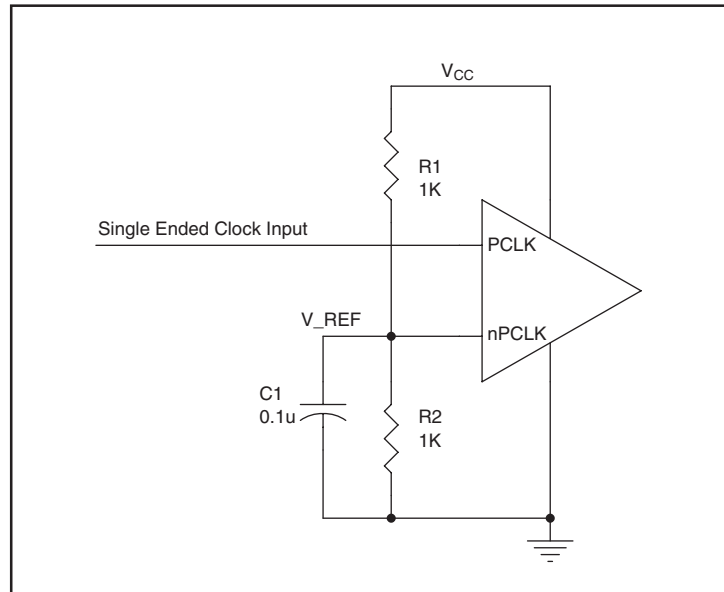 VCC
R1
1K
Single Ended Clock Input
PCLK
V_REF
nPCLK
C1
0.1u
R2
1K